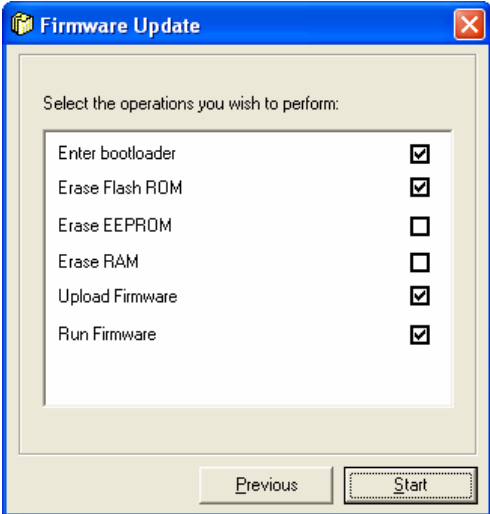 Firmware Update
Select the operations you wish to perform:
Enter bootloader
Erase Flash ROM
Erase EEPROM
Erase RAM
Upload Firmware
Run Firmware
Previous
Start